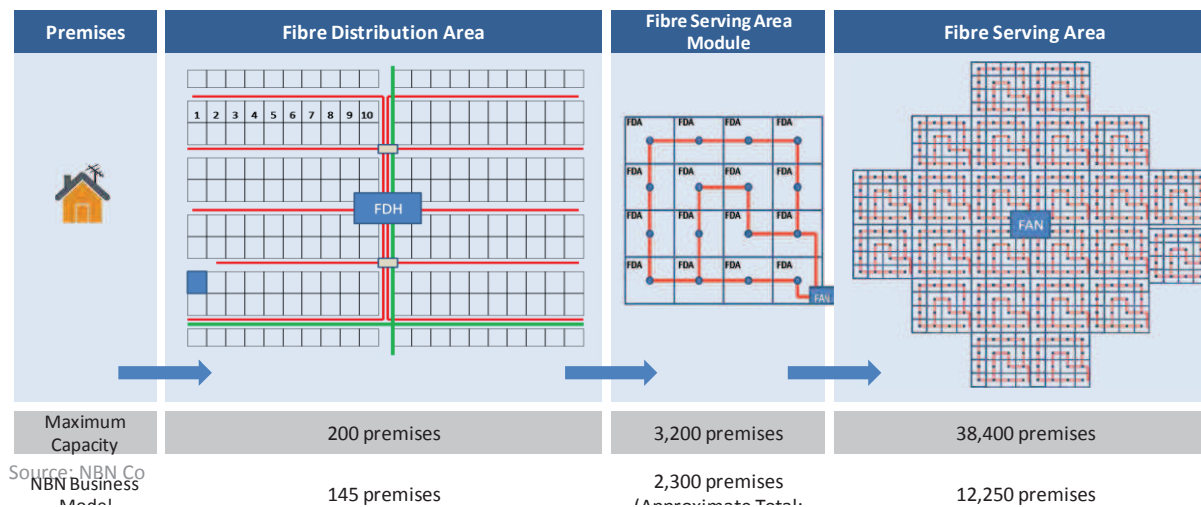 Premises
Fibre Distribution Area
Fibre Serving Area
Module
Fibre Serving Area
1 2 3 4 5 6 7 8 9 10
FDH
FDA FDA FDA FDA
FDA FDA FDA FDA
FDA FDA FDA FDA
FDA FDA FDA FDA
FAN
FAN
Maximum
Capacity
200 premises
3,200 premises
38,400 premises
Source: NBN Co
NBN Business
Model
145 premises
2,300 premises
(Approximate Total:
12,250 premises